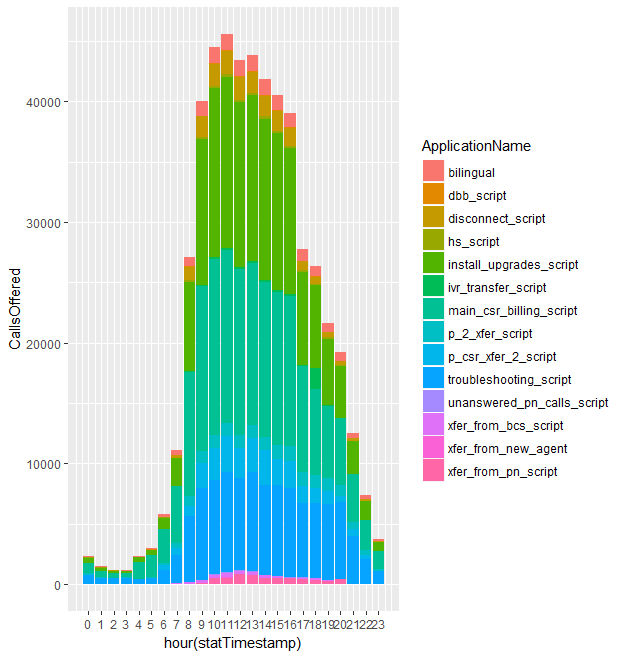 CallsOffered
40000
30000
20000
10000
0
0 1 2 3 4 5 6 7 8 9 10 11 12 13 14 15 16 17 18 19 20 21 22 23
hour(statTimestamp)
ApplicationName
bilingual
dbb_script
disconnect_script
hs_script
install_upgrades_script
ivr_transfer_script
main_csr_billing_script
p_2_xfer_script
p_csr_xfer_2_script
troubleshooting_script
unanswered_pn_calls_script
xfer_from_bcs_script
xfer_from_new_agent
xfer_from_pn_script